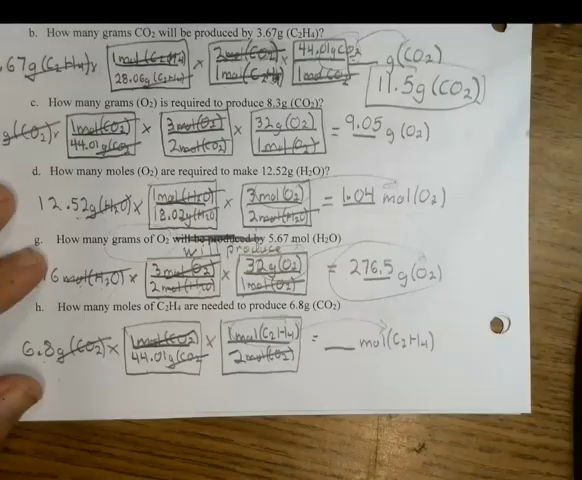 b. How many grams CO₂ will be produced by 3.67g (C₂H₄)?
.67g(C₂H₄) × 1mol(C₂H₄) / 28.06g(C₂H₄) × 2mol(CO₂) / 1mol(C₂H₄) × 44.01g CO₂ / 1mol CO₂ = g(CO₂)
11.5g(CO₂)
c. How many grams (O₂) is required to produce 8.3g (CO₂)?
g(CO₂) × 1mol(CO₂) / 44.01g(CO₂) × 3mol(O₂) / 2mol(CO₂) × 32g(O₂) / 1mol(O₂) = 9.05 g(O₂)
d. How many moles (O₂) are required to make 12.52g (H₂O)?
12.52g(H₂O) × 1mol(H₂O) / 18.02g(H₂O) × 3mol(O₂) / 2mol(H₂O) = 1.04 mol(O₂)
g. How many grams of O₂ will be produced by 5.67 mol (H₂O)
will produce
6 mol(H₂O) × 3mol(O₂) / 2mol(H₂O) × 32g(O₂) / 1mol(O₂) = 276.5 g(O₂)
h. How many moles of C₂H₄ are needed to produce 6.8g (CO₂)
6.8g(CO₂) × 1mol(CO₂) / 44.01g(CO₂ × 1mol(C₂H₄) / 2mol(CO₂) = __ mol(C₂H₄)